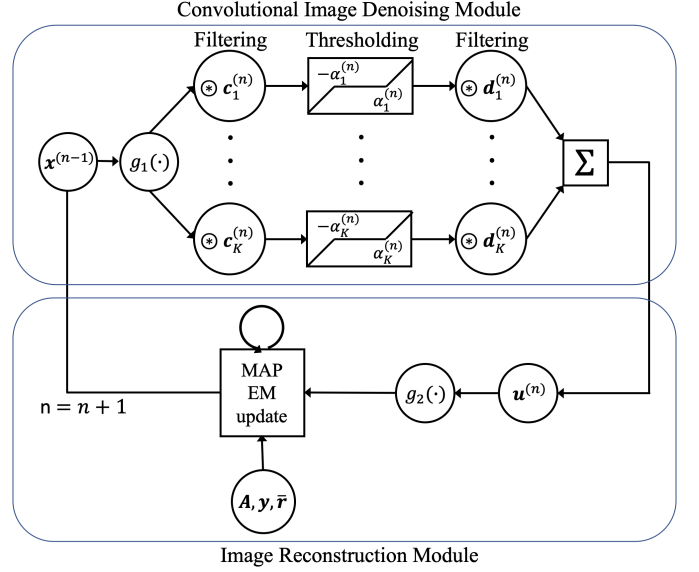 Convolutional Image Denoising Module
Filtering Thresholding Filtering
⊛ c₁⁽ⁿ⁾ −α₁⁽ⁿ⁾ α₁⁽ⁿ⁾ ⊛ d₁⁽ⁿ⁾
x⁽ⁿ⁻¹⁾ g₁(·) Σ
⊛ c_K⁽ⁿ⁾ −α_K⁽ⁿ⁾ α_K⁽ⁿ⁾ ⊛ d_K⁽ⁿ⁾
MAP
EM
update
g₂(·) u⁽ⁿ⁾
n = n + 1
A, y, r̄
Image Reconstruction Module